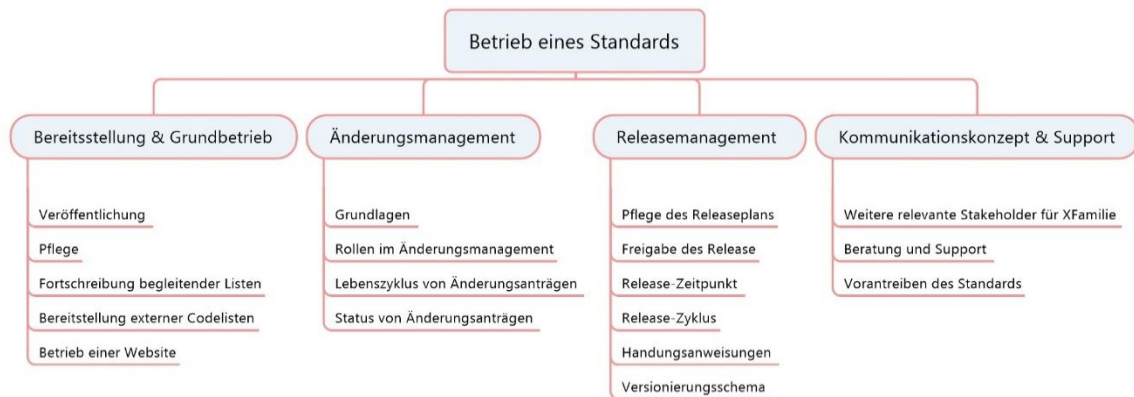 Betrieb eines Standards
Bereitsstellung & Grundbetrieb
Veröffentlichung
Pflege
Fortschreibung begleitender Listen
Bereitstellung externer Codelisten
Betrieb einer Website
Änderungsmanagement
Grundlagen
Rollen im Änderungsmanagement
Lebenszyklus von Änderungsanträgen
Status von Änderungsanträgen
Releasemanagement
Pflege des Releaseplans
Freigabe des Release
Release-Zeitpunkt
Release-Zyklus
Handungsanweisungen
Versionierungsschema
Kommunikationskonzept & Support
Weitere relevante Stakeholder für XFamilie
Beratung und Support
Vorantreiben des Standards